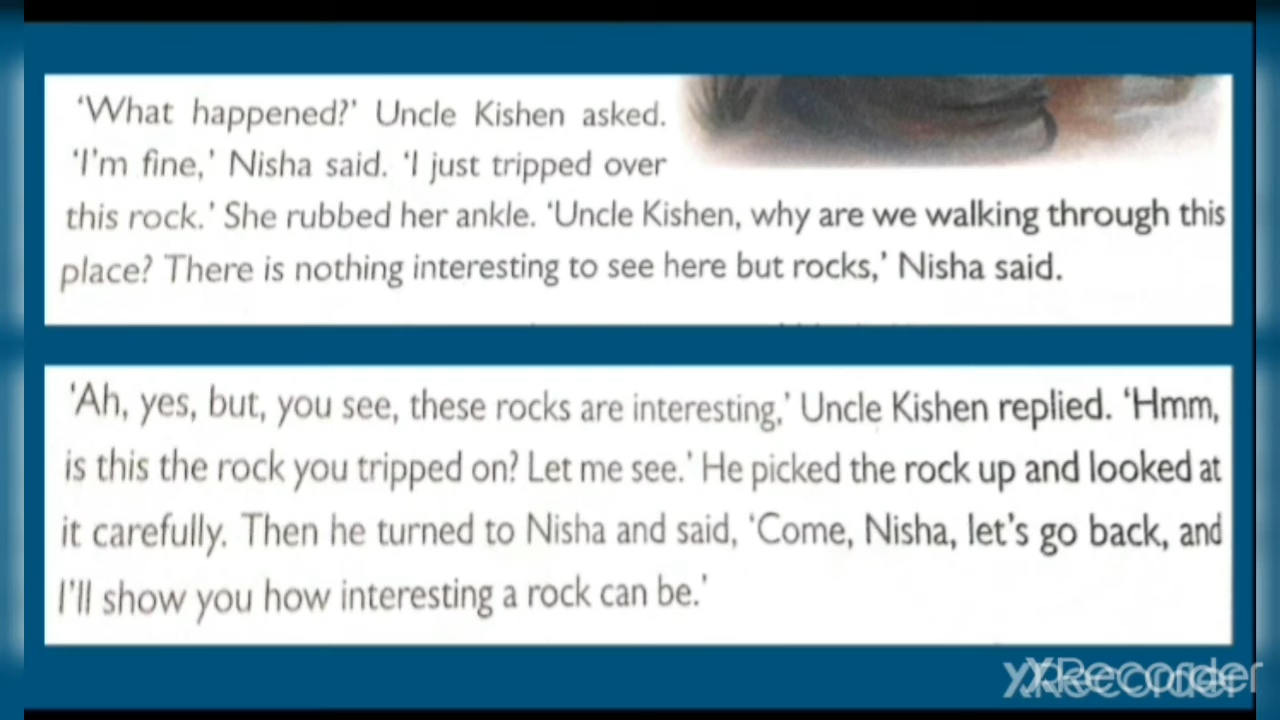 ‘What happened?’ Uncle Kishen asked.
‘I’m fine,’ Nisha said. ‘I just tripped over
this rock.’ She rubbed her ankle. ‘Uncle Kishen, why are we walking through this
place? There is nothing interesting to see here but rocks,’ Nisha said.
‘Ah, yes, but, you see, these rocks are interesting,’ Uncle Kishen replied. ‘Hmm,
is this the rock you tripped on? Let me see.’ He picked the rock up and looked at
it carefully. Then he turned to Nisha and said, ‘Come, Nisha, let’s go back, and
I’ll show you how interesting a rock can be.’
XRecorder